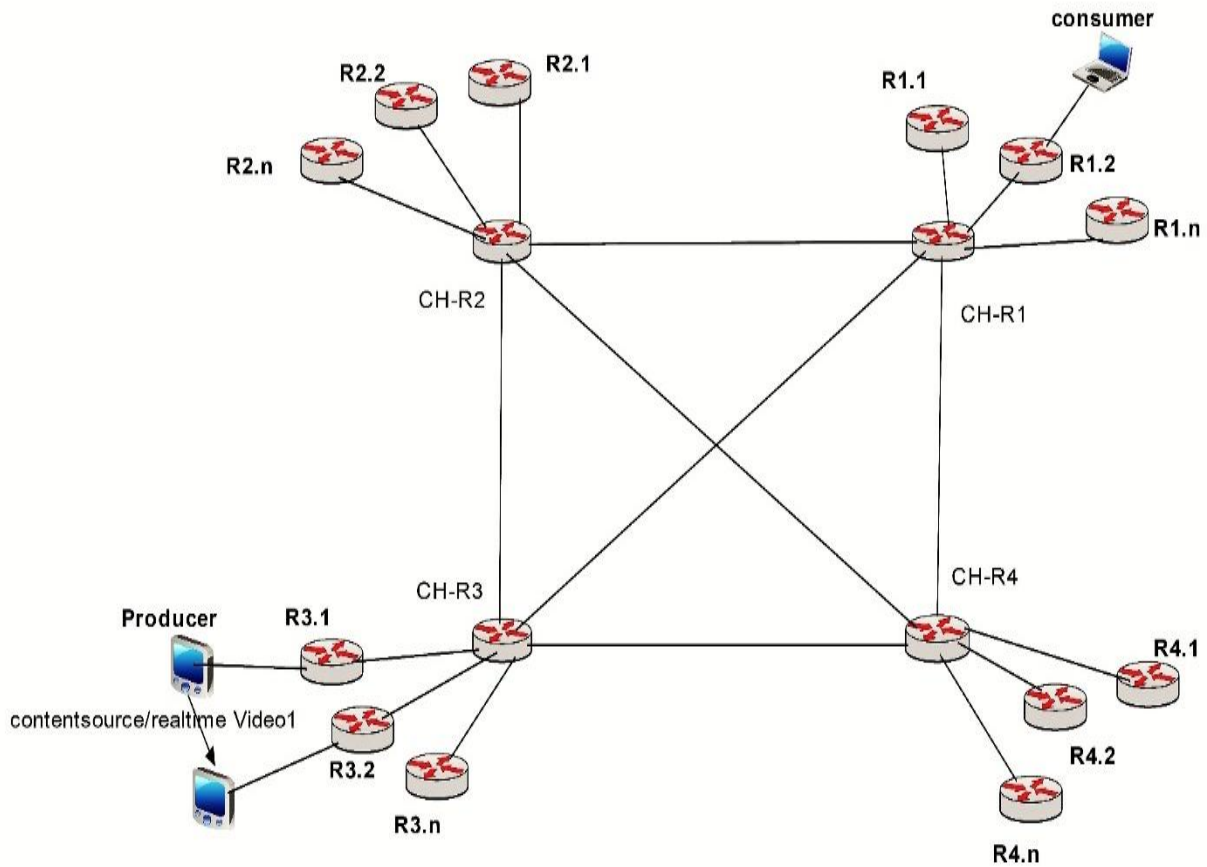 consumer
R2.1
R2.2
R1.1
R2.n
R1.2
R1.n
CH-R2
CH-R1
CH-R3
CH-R4
Producer
R3.1
R4.1
contentsource/realtime Video1
R3.2
R4.2
R3.n
R4.n